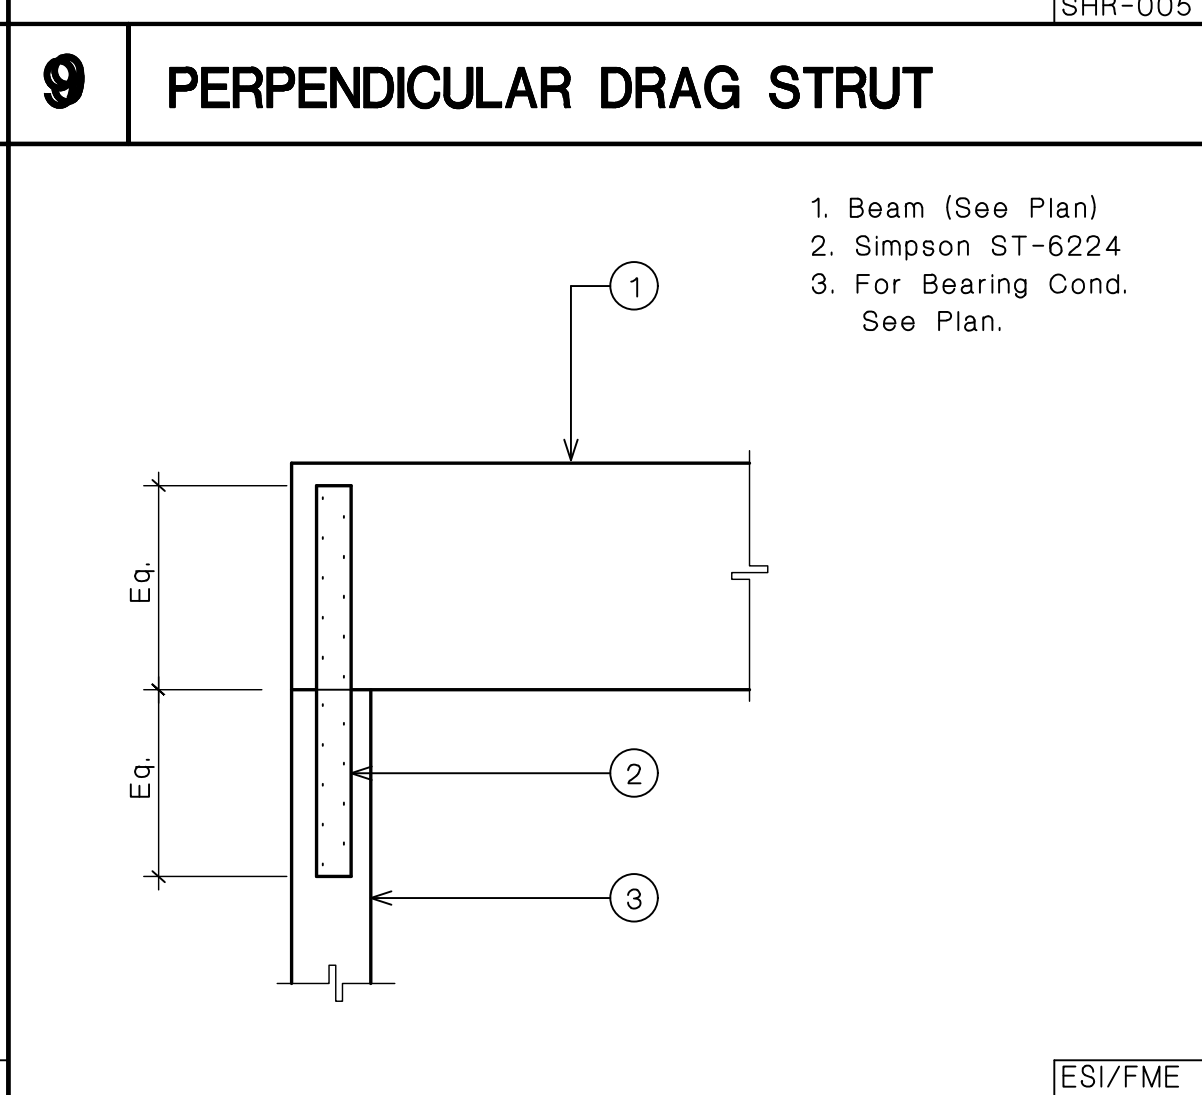 SHR-005
9 PERPENDICULAR DRAG STRUT
1. Beam (See Plan)
2. Simpson ST-6224
3. For Bearing Cond.
See Plan.
1
Eq.
Eq.
2
3
ESI/FME